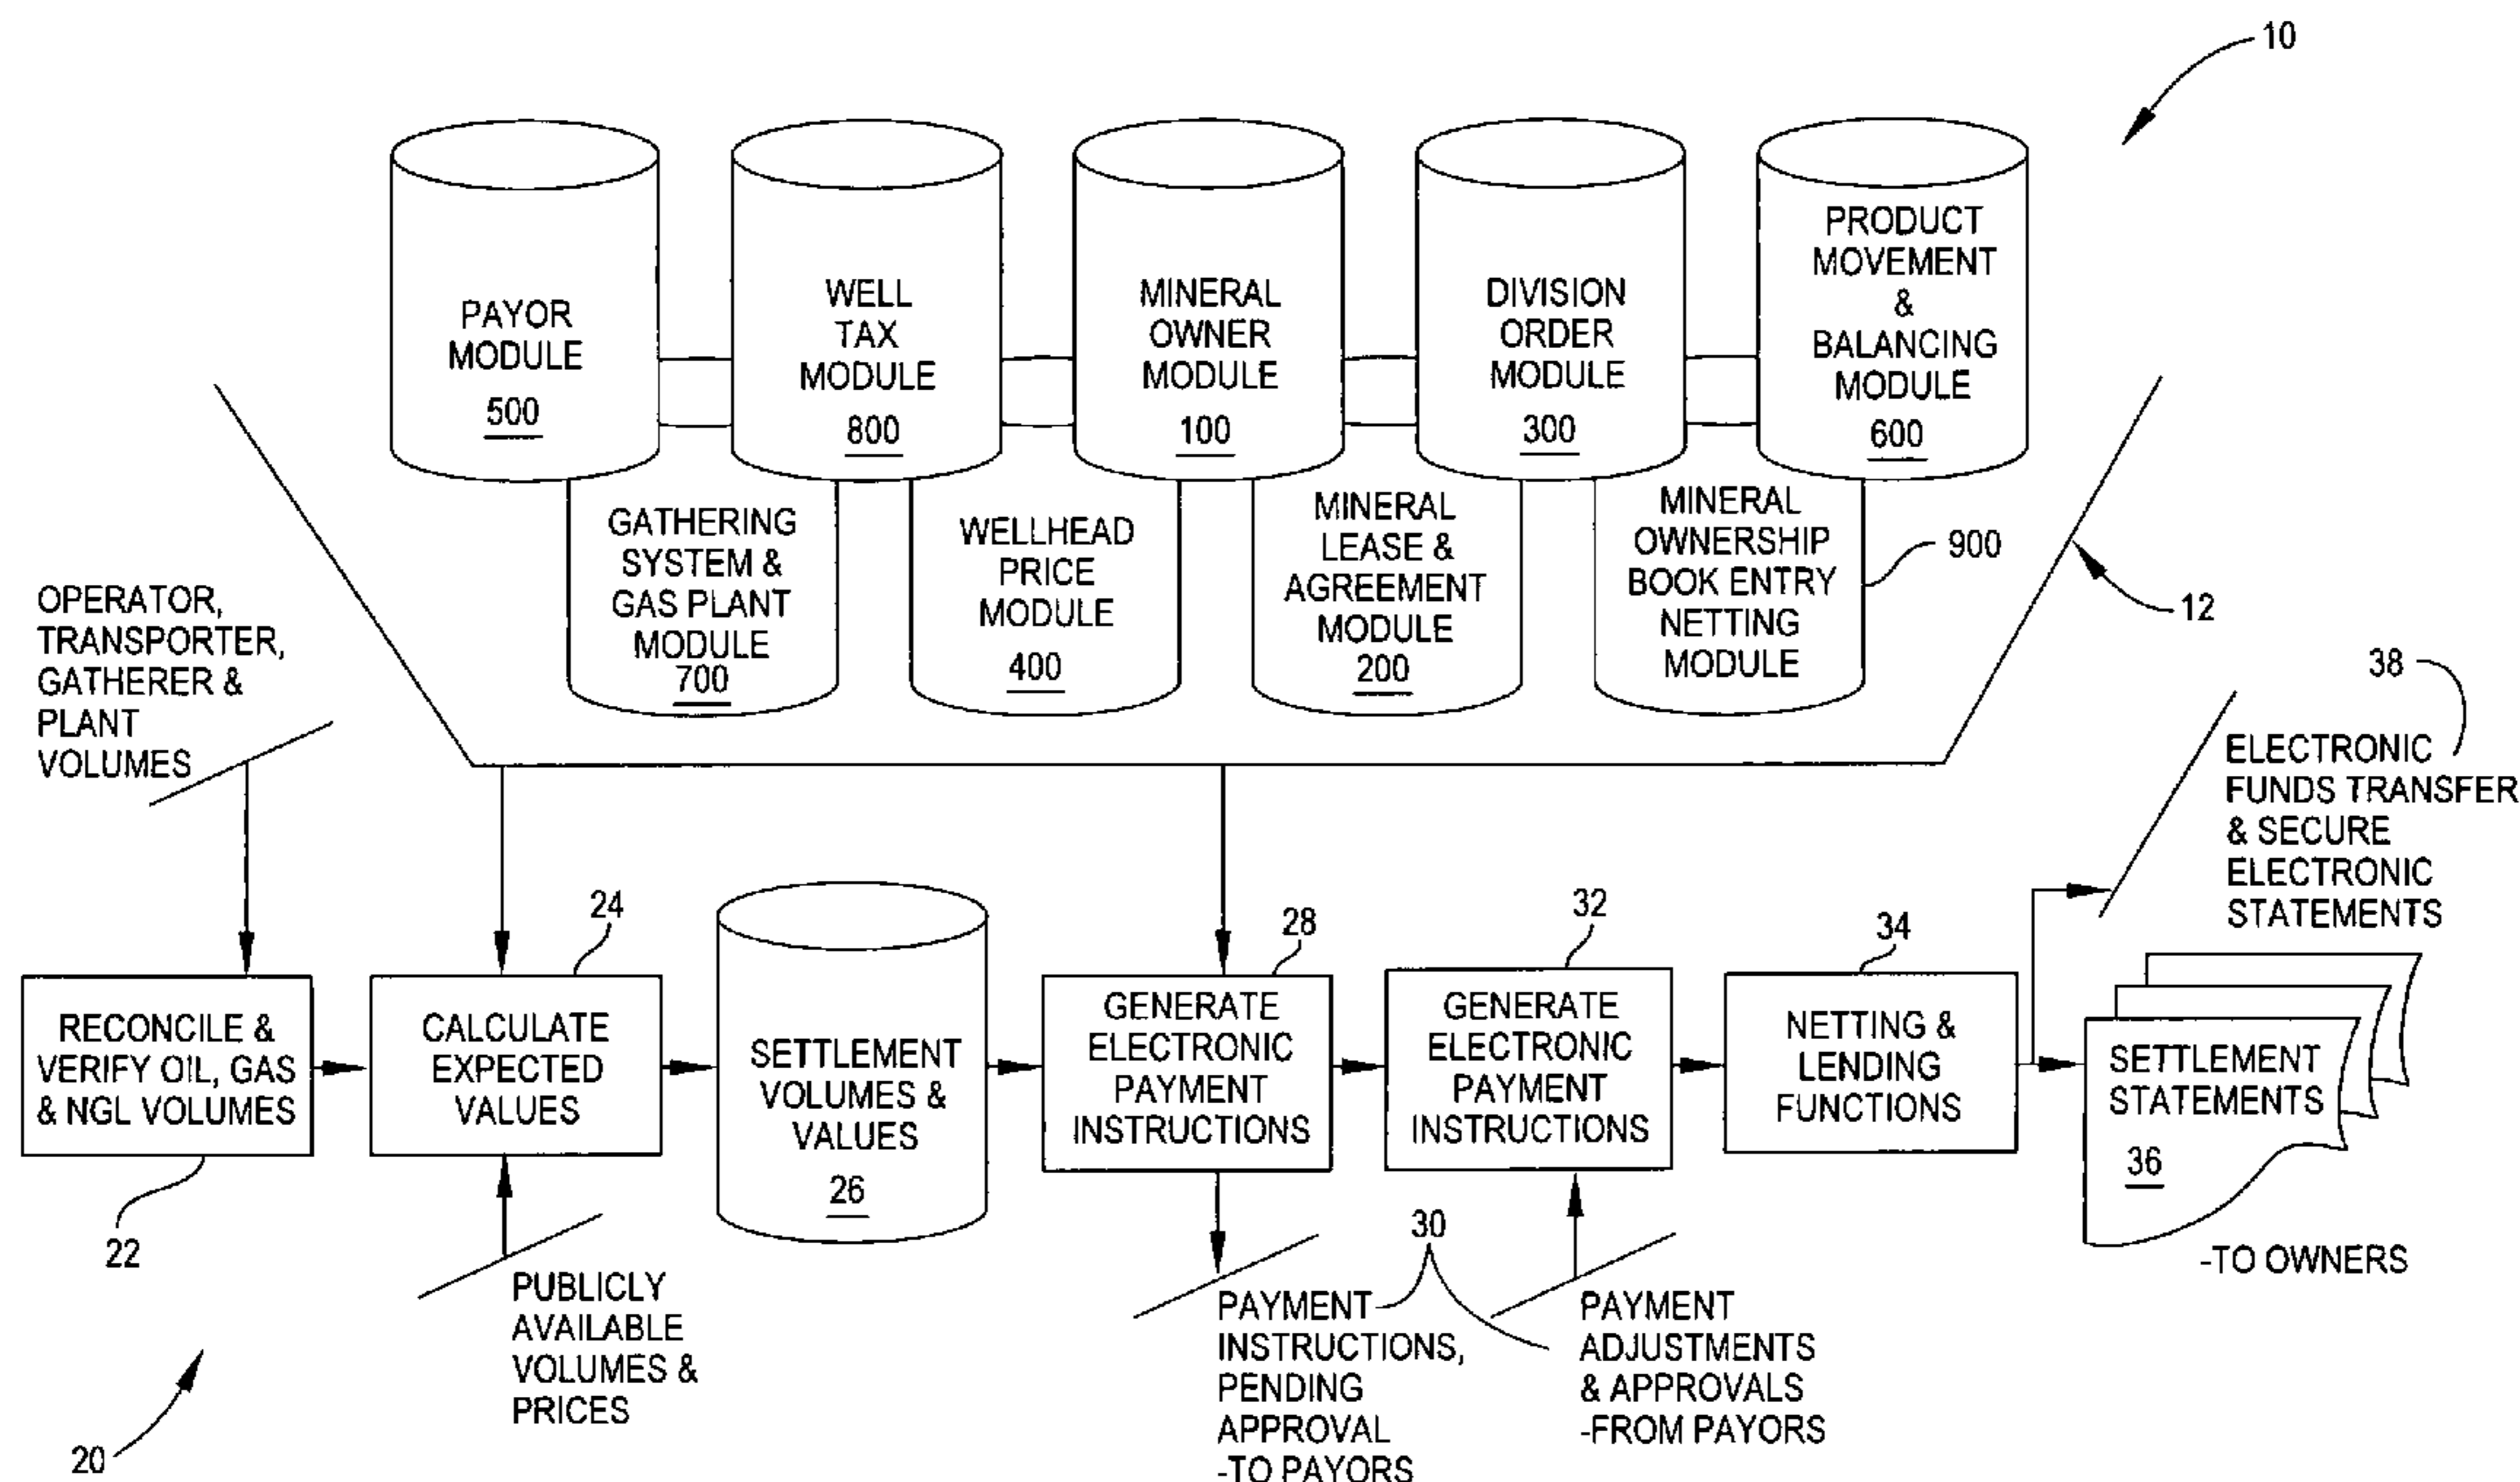 10
PAYOR
MODULE
500
WELL
TAX
MODULE
800
MINERAL
OWNER
MODULE
100
DIVISION
ORDER
MODULE
300
PRODUCT
MOVEMENT
&
BALANCING
MODULE
600
GATHERING
SYSTEM &
GAS PLANT
MODULE
700
WELLHEAD
PRICE
MODULE
400
MINERAL
LEASE &
AGREEMENT
MODULE
200
MINERAL
OWNERSHIP
BOOK ENTRY
NETTING
MODULE
900
12
OPERATOR,
TRANSPORTER,
GATHERER &
PLANT
VOLUMES
38
ELECTRONIC
FUNDS TRANSFER
& SECURE
ELECTRONIC
STATEMENTS
RECONCILE &
VERIFY OIL, GAS
& NGL VOLUMES
22
24
CALCULATE
EXPECTED
VALUES
SETTLEMENT
VOLUMES &
VALUES
26
28
GENERATE
ELECTRONIC
PAYMENT
INSTRUCTIONS
32
GENERATE
ELECTRONIC
PAYMENT
INSTRUCTIONS
34
NETTING &
LENDING
FUNCTIONS
SETTLEMENT
STATEMENTS
36
-TO OWNERS
PUBLICLY
AVAILABLE
VOLUMES &
PRICES
30
PAYMENT
INSTRUCTIONS,
PENDING
APPROVAL
-TO PAYORS
PAYMENT
ADJUSTMENTS
& APPROVALS
-FROM PAYORS
20